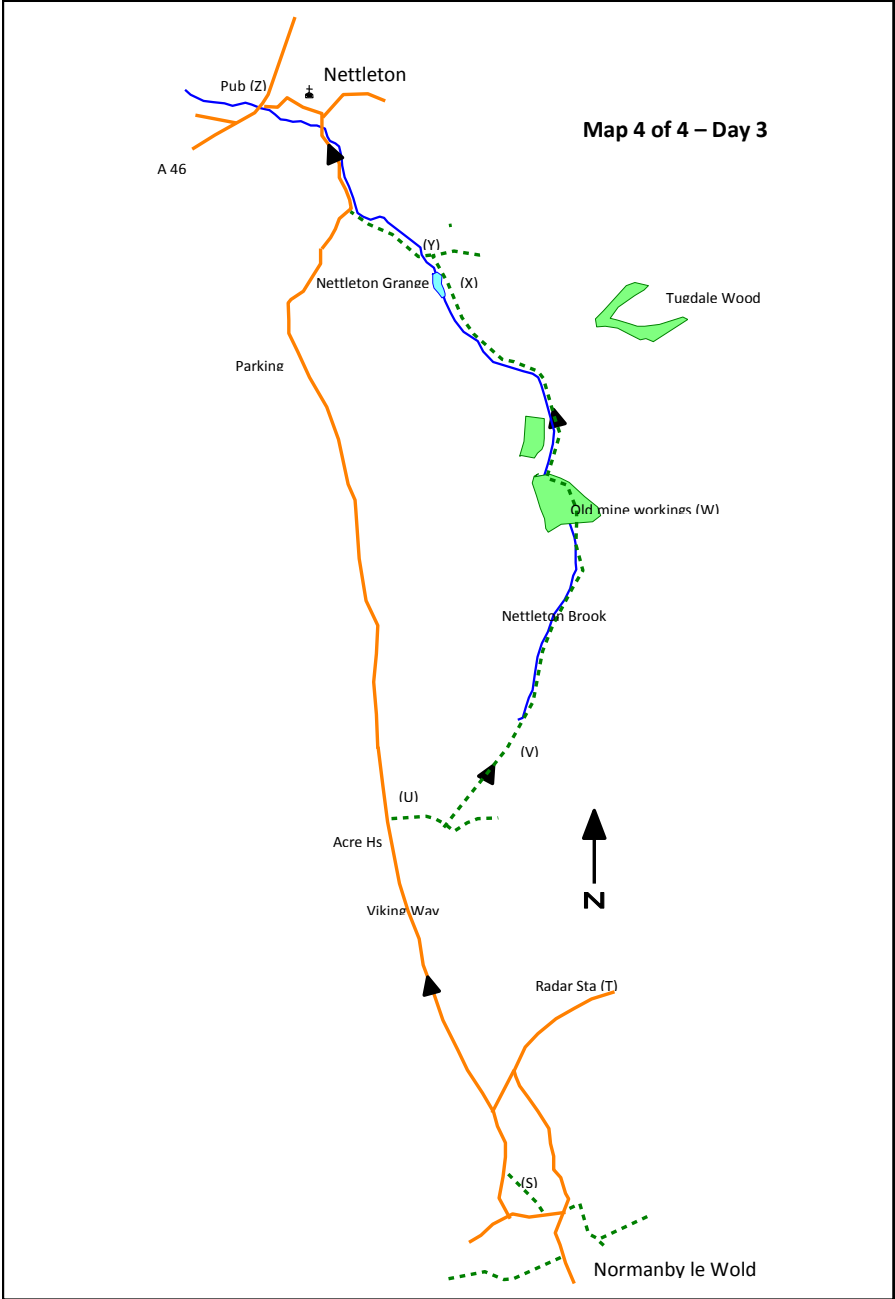 Nettleton
Pub (Z)
Map 4 of 4 – Day 3
A 46
(Y)
Nettleton Grange
(X)
Tugdale Wood
Parking
Old mine workings (W)
Nettleton Brook
(V)
(U)
Acre Hs
Viking Way
N
Radar Sta (T)
(S)
Normanby le Wold